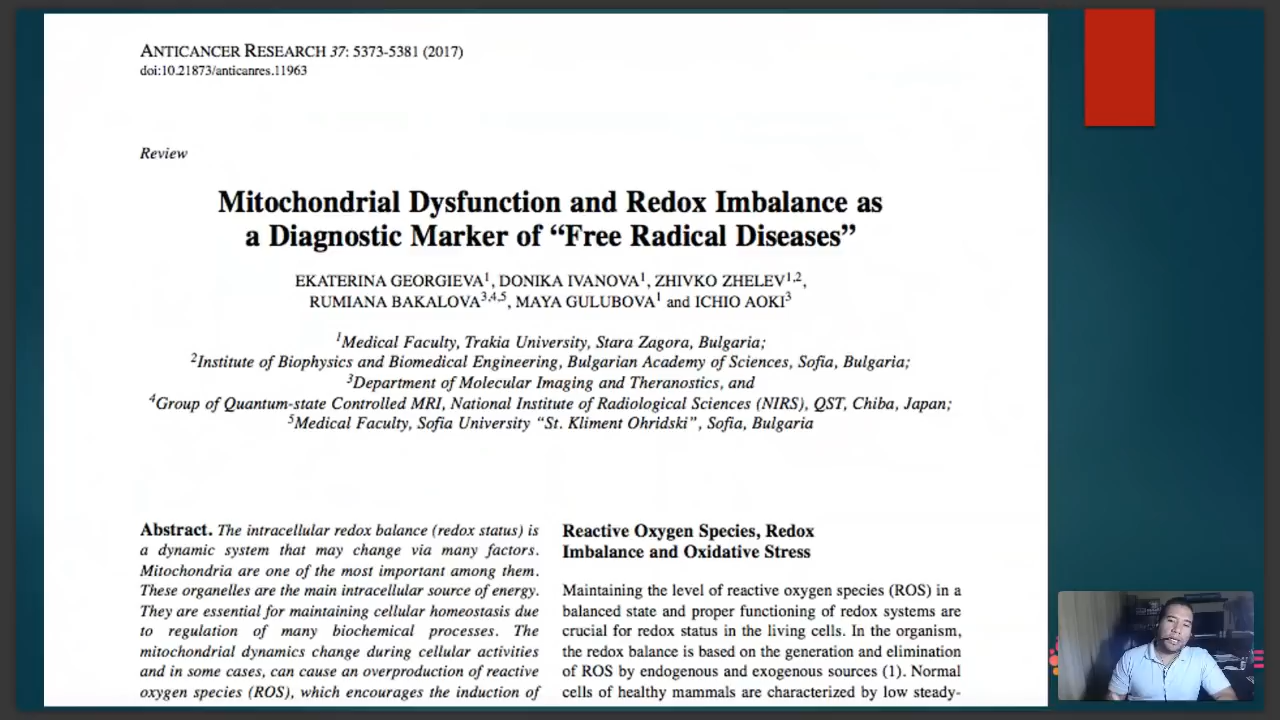 ANTICANCER RESEARCH 37: 5373-5381 (2017)
doi:10.21873/anticanres.11963
Review
Mitochondrial Dysfunction and Redox Imbalance as
a Diagnostic Marker of “Free Radical Diseases”
EKATERINA GEORGIEVA1, DONIKA IVANOVA1, ZHIVKO ZHELEV1,2,
RUMIANA BAKALOVA3,4,5, MAYA GULUBOVA1 and ICHIO AOKI3
1Medical Faculty, Trakia University, Stara Zagora, Bulgaria;
2Institute of Biophysics and Biomedical Engineering, Bulgarian Academy of Sciences, Sofia, Bulgaria;
3Department of Molecular Imaging and Theranostics, and
4Group of Quantum-state Controlled MRI, National Institute of Radiological Sciences (NIRS), QST, Chiba, Japan;
5Medical Faculty, Sofia University “St. Kliment Ohridski”, Sofia, Bulgaria
Abstract. The intracellular redox balance (redox status) is
a dynamic system that may change via many factors.
Mitochondria are one of the most important among them.
These organelles are the main intracellular source of energy.
They are essential for maintaining cellular homeostasis due
to regulation of many biochemical processes. The
mitochondrial dynamics change during cellular activities
and in some cases, can cause an overproduction of reactive
oxygen species (ROS), which encourages the induction of
Reactive Oxygen Species, Redox
Imbalance and Oxidative Stress
Maintaining the level of reactive oxygen species (ROS) in a
balanced state and proper functioning of redox systems are
crucial for redox status in the living cells. In the organism,
the redox balance is based on the generation and elimination
of ROS by endogenous and exogenous sources (1). Normal
cells of healthy mammals are characterized by low steady-